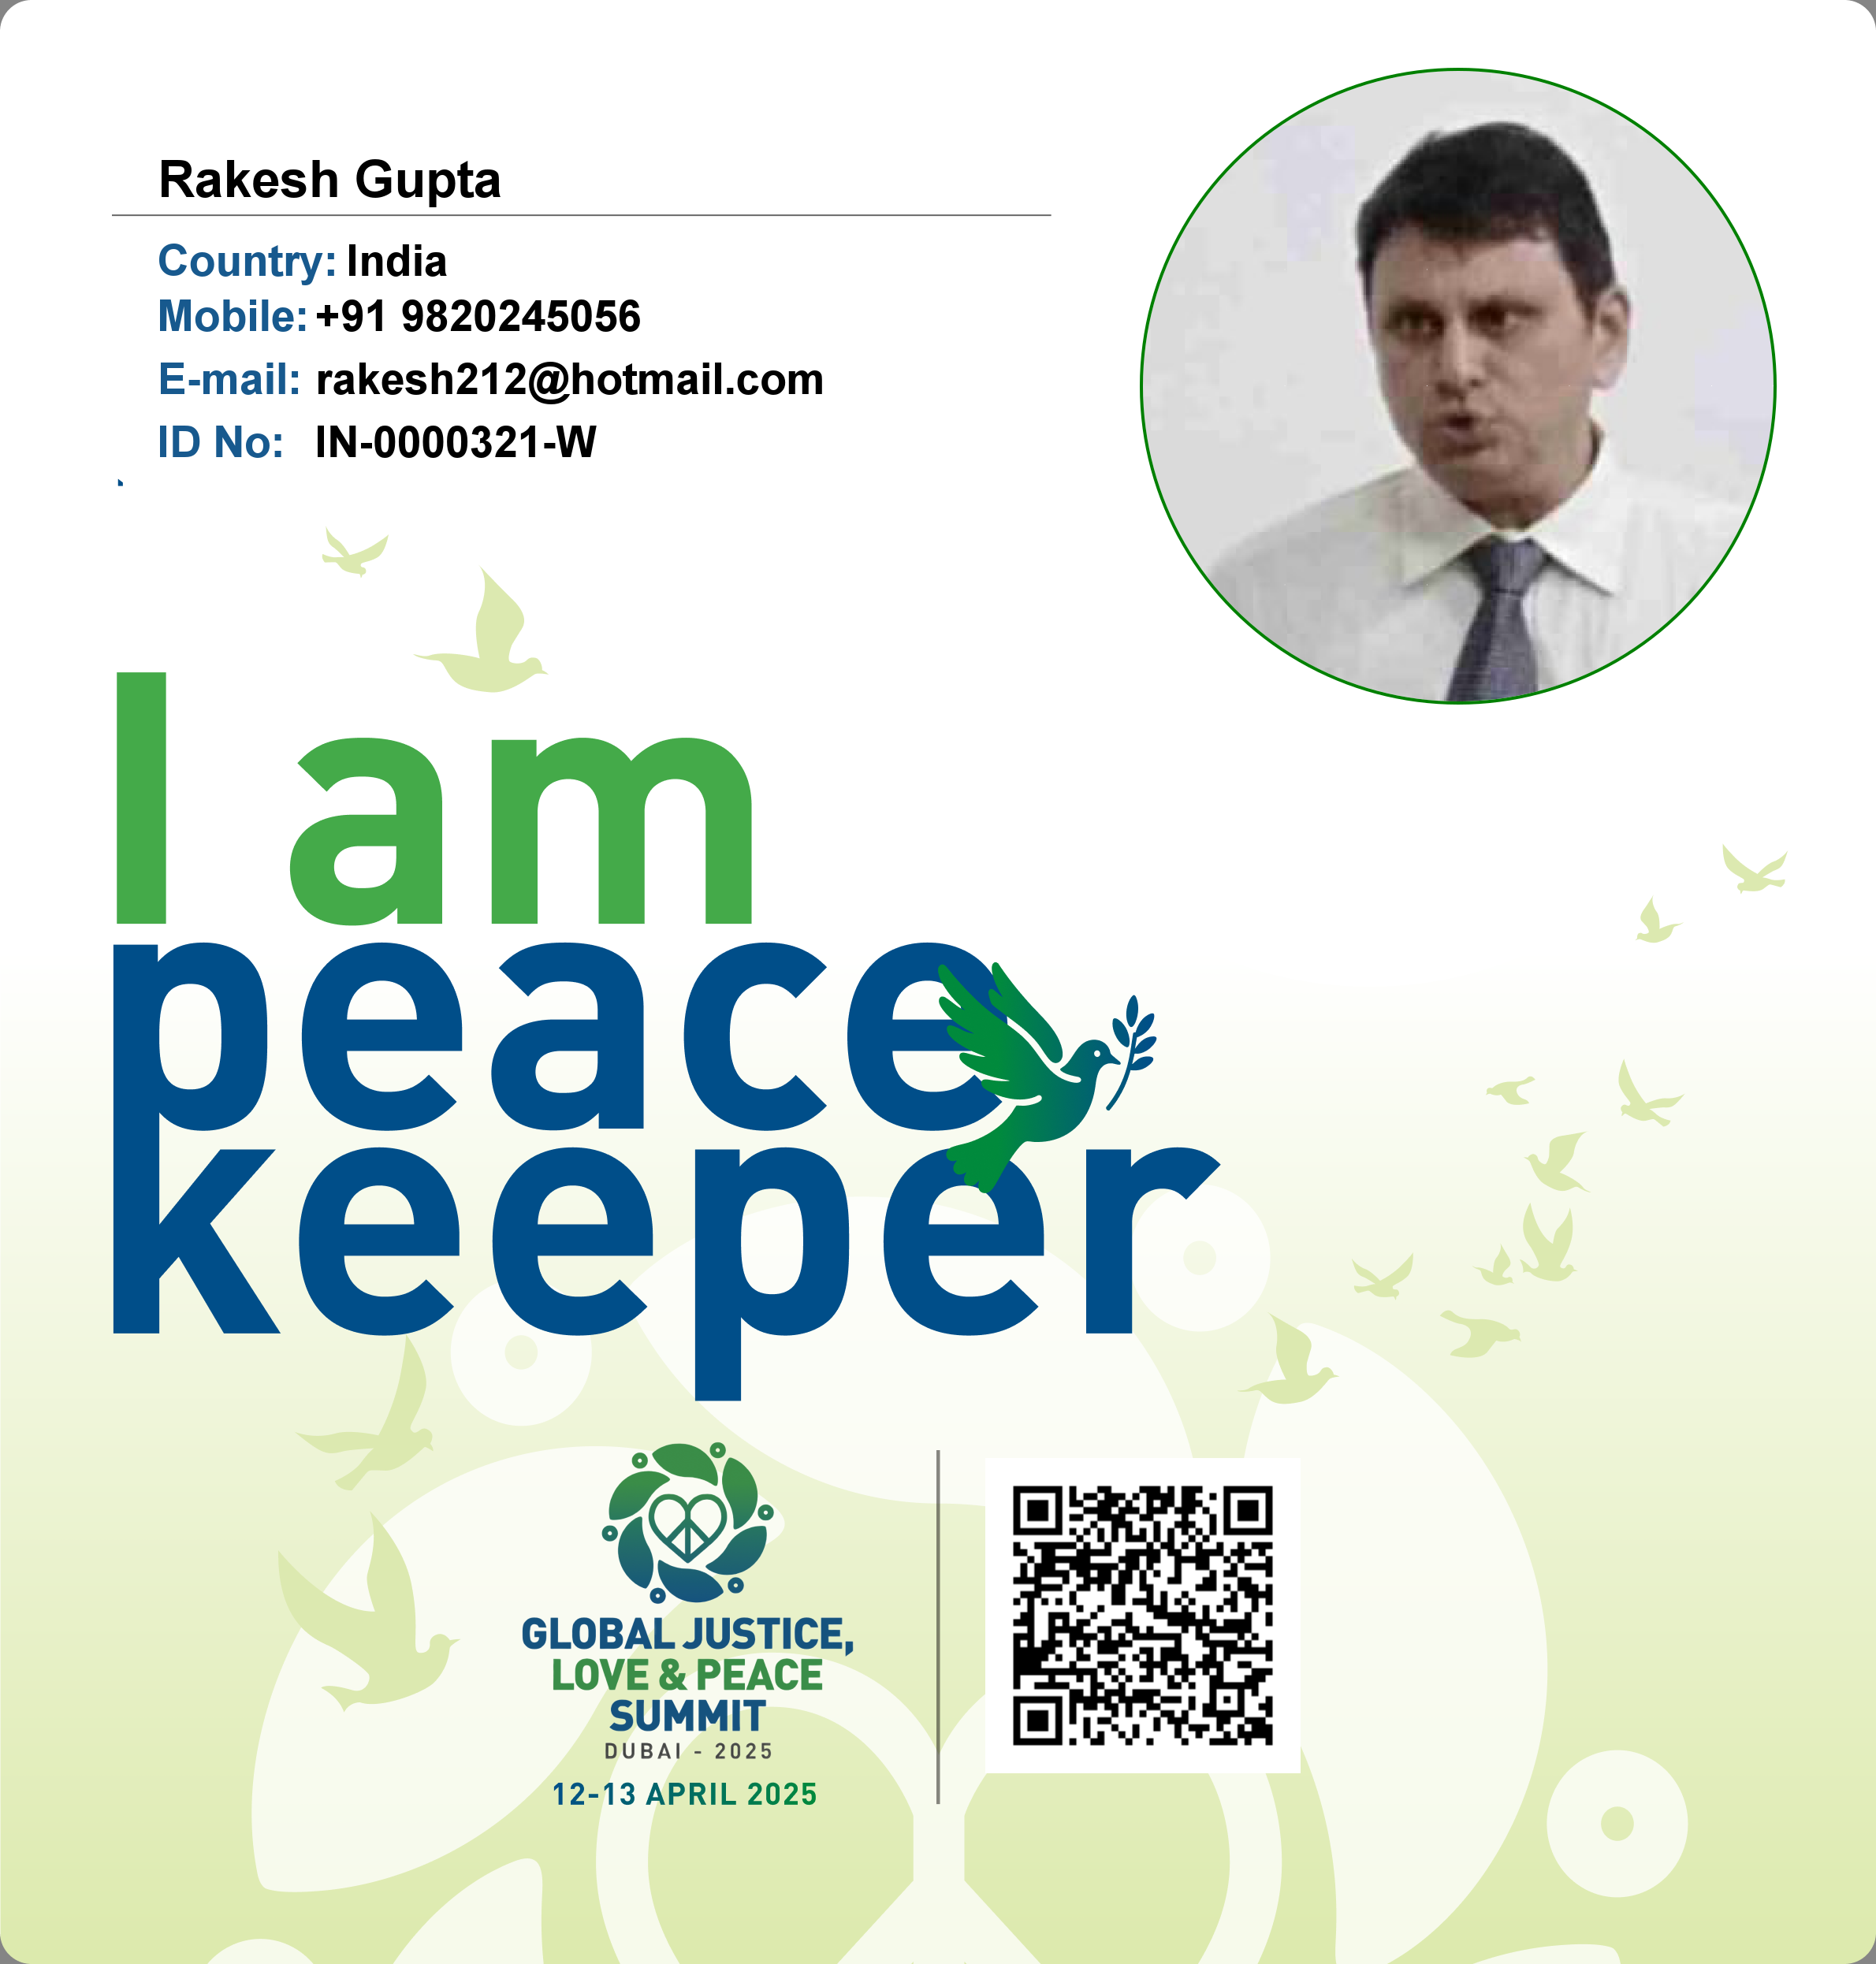 Rakesh Gupta
Country: India
Mobile: +91 9820245056
E-mail: rakesh212@hotmail.com
ID No: IN-0000321-W
I am
peace
keeper
GLOBAL JUSTICE,
LOVE & PEACE
SUMMIT
DUBAI - 2025
12-13 APRIL 2025